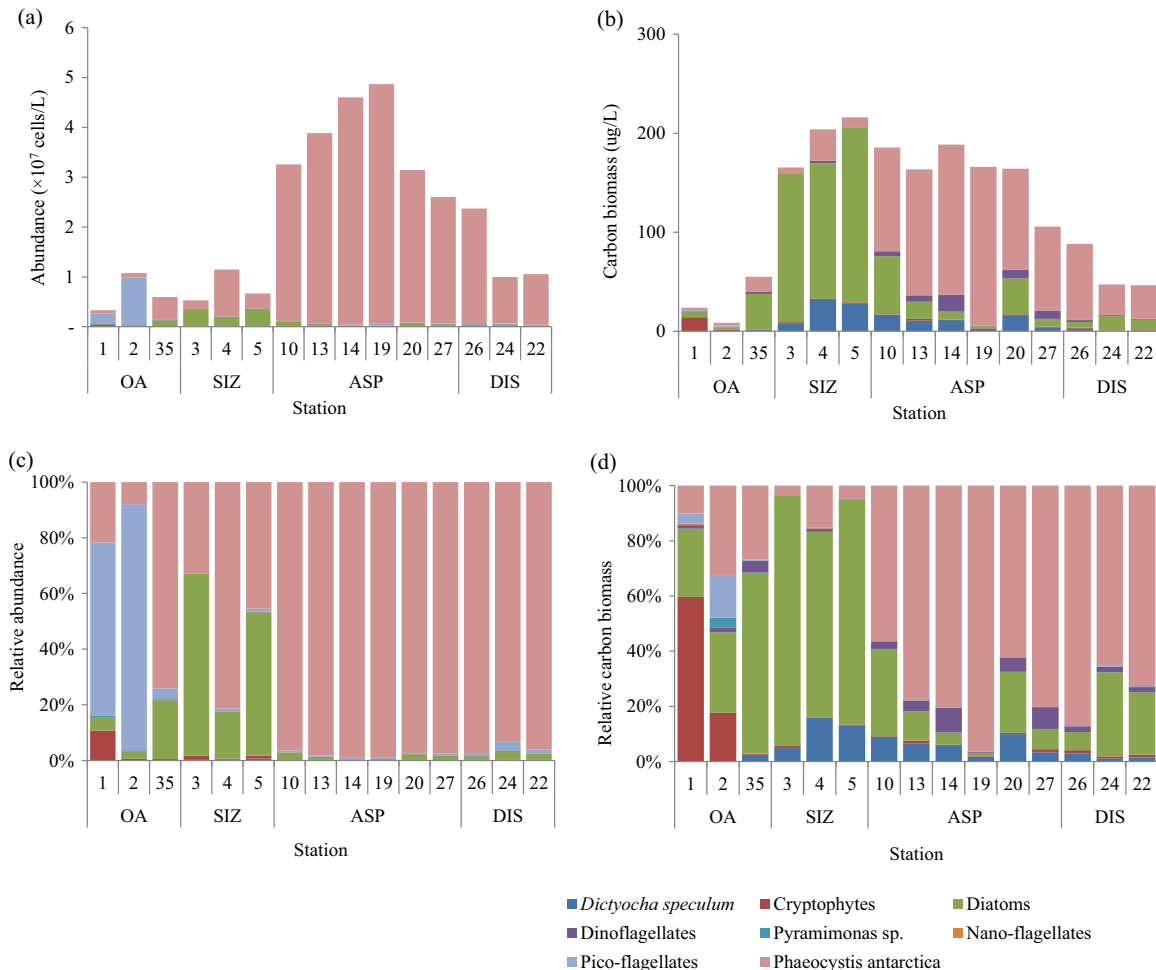 (a)
6
5
4
3
2
1
-
Abundance (×10⁷ cells/L)
1 2 35 3 4 5 10 13 14 19 20 27 26 24 22
OA SIZ ASP DIS
Station
(b)
300
200
100
0
Carbon biomass (ug/L)
1 2 35 3 4 5 10 13 14 19 20 27 26 24 22
OA SIZ ASP DIS
Station
(c)
100%
80%
60%
40%
20%
0%
Relative abundance
1 2 35 3 4 5 10 13 14 19 20 27 26 24 22
OA SIZ ASP DIS
Station
(d)
100%
80%
60%
40%
20%
0%
Relative carbon biomass
1 2 35 3 4 5 10 13 14 19 20 27 26 24 22
OA SIZ ASP DIS
Station
Dictyocha speculum Cryptophytes Diatoms
Dinoflagellates Pyramimonas sp. Nano-flagellates
Pico-flagellates Phaeocystis antarctica